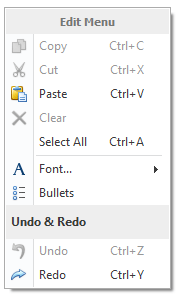 Edit Menu
Copy Ctrl+C
Cut Ctrl+X
Paste Ctrl+V
Clear
Select All Ctrl+A
A Font...
Bullets
Undo & Redo
Undo Ctrl+Z
Redo Ctrl+Y